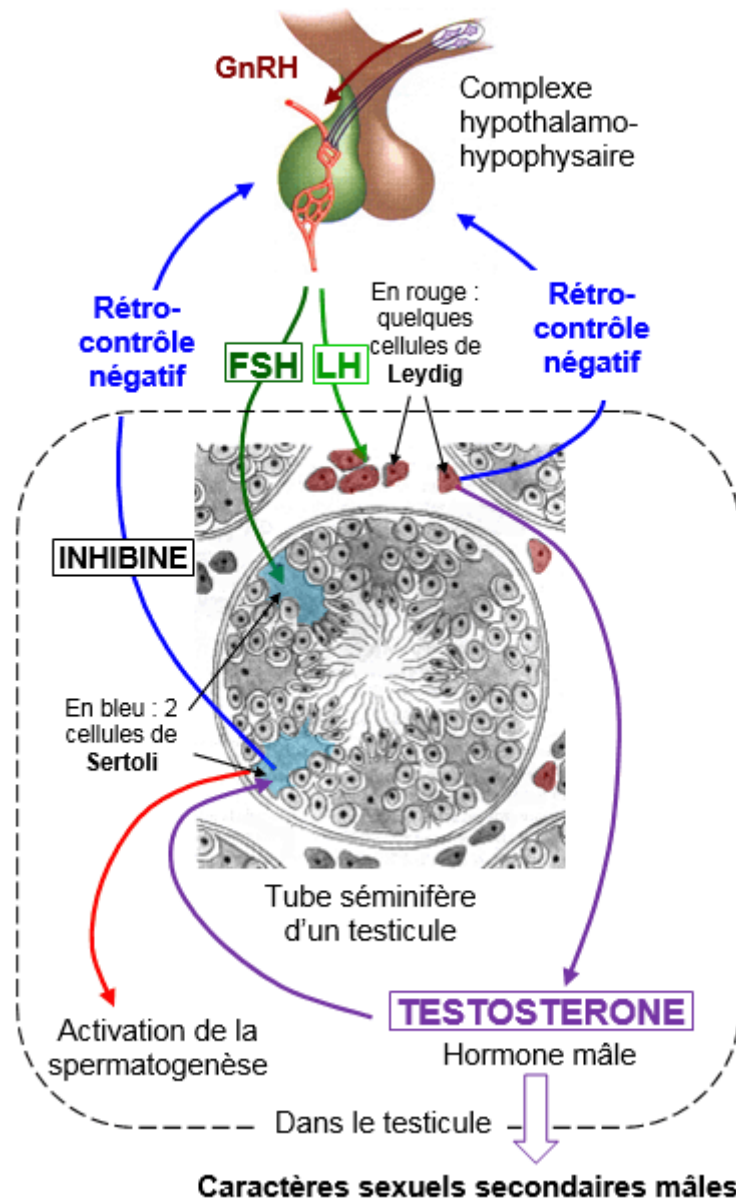 GnRH
Complexe
hypothalamo-
hypophysaire
Rétro-
contrôle
négatif
FSH
LH
En rouge :
quelques
cellules de
Leydig
Rétro-
contrôle
négatif
INHIBINE
En bleu : 2
cellules de
Sertoli
Tube séminifère
d'un testicule
Activation de la
spermatogenèse
TESTOSTERONE
Hormone mâle
Dans le testicule
Caractères sexuels secondaires mâles